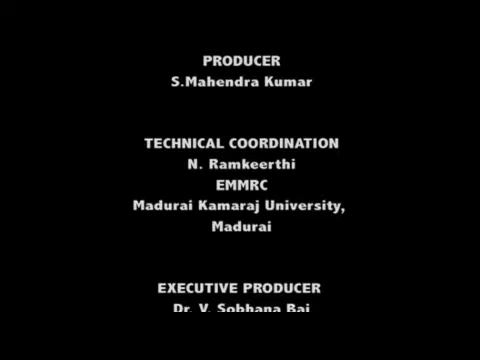 PRODUCER
S.Mahendra Kumar
TECHNICAL COORDINATION
N. Ramkeerthi
EMMRC
Madurai Kamaraj University,
Madurai
EXECUTIVE PRODUCER
Dr. V. Sobhana Bai